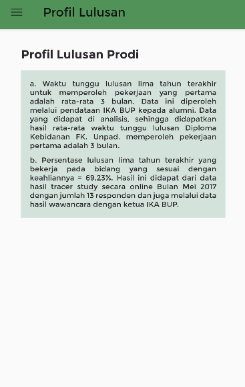 Profil Lulusan
Profil Lulusan Prodi
a. Waktu tunggu lulusan lima tahun terakhir
untuk memperoleh pekerjaan yang pertama
adalah rata-rata 3 bulan. Data ini diperoleh
melalui pendataan IKA BUP kepada alumni. Data
yang didapat di analisis, sehingga didapatkan
hasil rata-rata waktu tunggu lulusan Diploma
Kebidanan FK. Unpad. memperoleh pekerjaan
pertama adalah 3 bulan.
b. Persentase lulusan lima tahun terakhir yang
bekerja pada bidang yang sesuai dengan
keahliannya = 69,23%. Hasil ini didapat dari data
hasil tracer study secara online Bulan Mei 2017
dengan jumlah 13 responden dan juga melalui data
hasil wawancara dengan ketua IKA BUP.